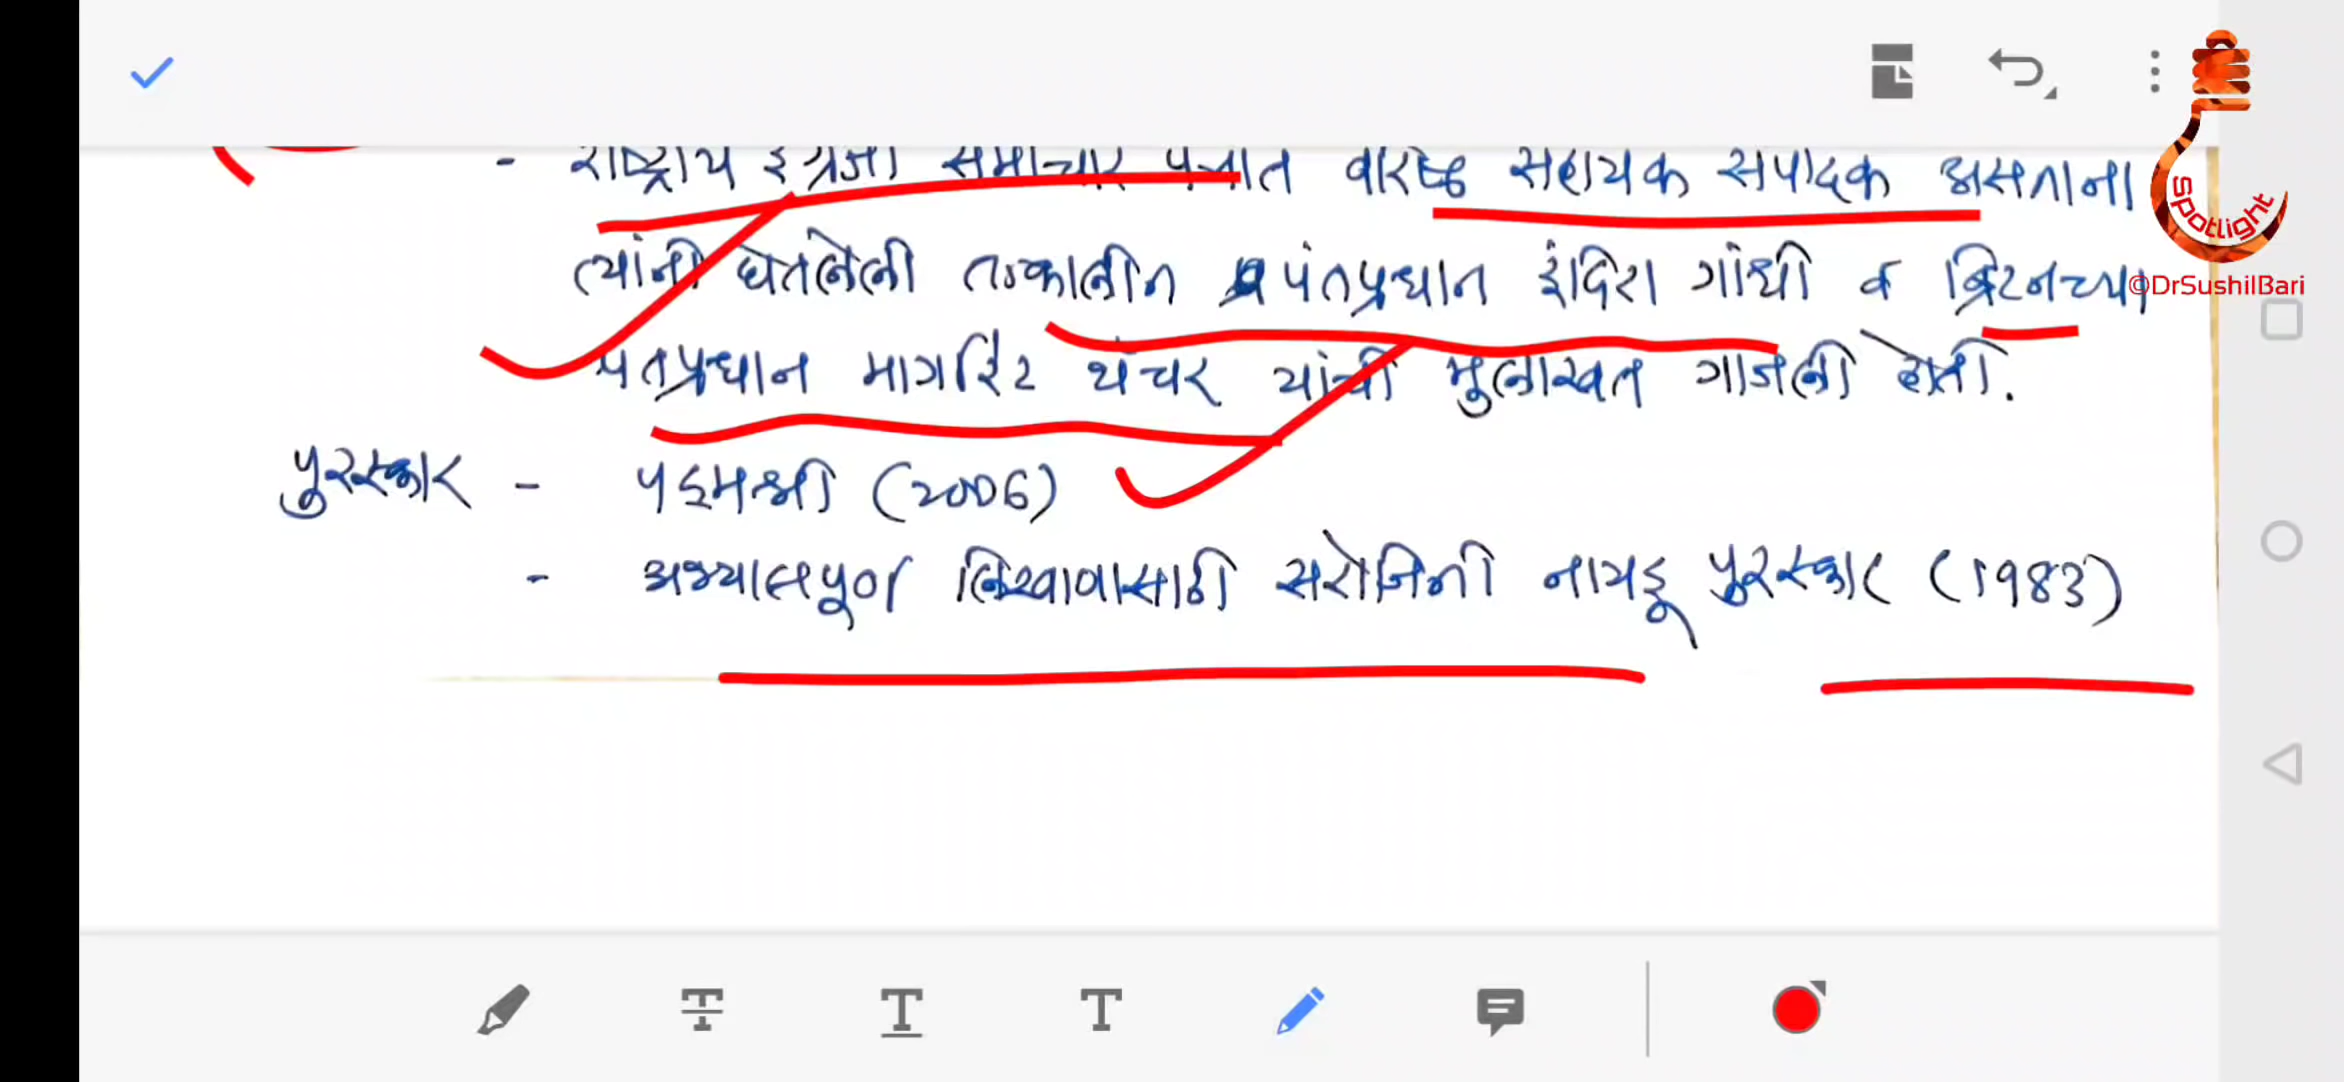 - राष्ट्रीय इंग्रजी समाचार पत्रात वरिष्ठ सहायक संपादक असताना
त्यांनी घेतलेली तत्कालीन पंतप्रधान इंदिरा गांधी व ब्रिटनच्या
पंतप्रधान मार्गारेट थॅचर यांची मुलाखत गाजली होती.
पुरस्कार - पद्मश्री (2006)
- अभ्यासपूर्ण लिखाणासाठी सरोजिनी नायडू पुरस्कार (1983)
spotlight
©DrSushilBari
T T T